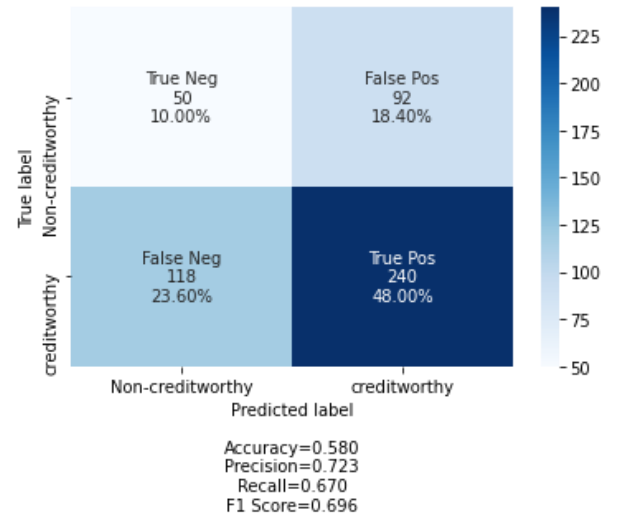 True Neg
50
10.00%
False Pos
92
18.40%
False Neg
118
23.60%
True Pos
240
48.00%
True label
Non-creditworthy
creditworthy
Non-creditworthy
creditworthy
Predicted label
225
200
175
150
125
100
75
50
Accuracy=0.580
Precision=0.723
Recall=0.670
F1 Score=0.696